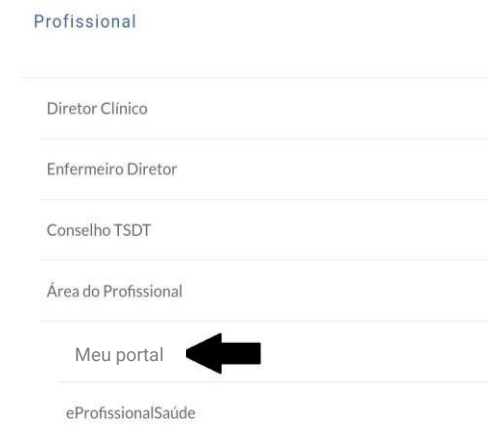 Profissional
Diretor Clínico
Enfermeiro Diretor
Conselho TSDT
Área do Profissional
Meu portal
eProfissionalSaúde